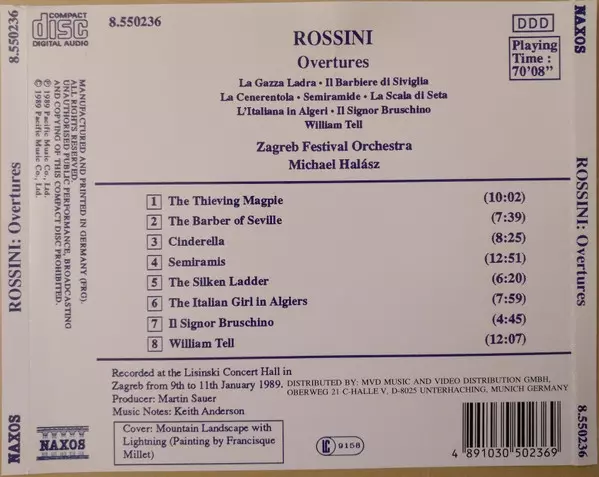 8.550236
COMPACT
disc
DIGITAL AUDIO
8.550236
MANUFACTURED AND PRINTED IN GERMANY (FRG).
ALL RIGHTS RESERVED.
UNAUTHORISED PUBLIC PERFORMANCE, BROADCASTING
AND COPYING OF THIS COMPACT DISC PROHIBITED.
℗ 1989 Pacific Music Co., Ltd.
© 1989 Pacific Music Co., Ltd.
ROSSINI: Overtures
NAXOS
ROSSINI
Overtures
La Gazza Ladra • Il Barbiere di Siviglia
La Cenerentola • Semiramide • La Scala di Seta
L'Italiana in Algeri • Il Signor Bruschino
William Tell
Zagreb Festival Orchestra
Michael Halász
DDD
Playing
Time :
70'08"
1 The Thieving Magpie (10:02)
2 The Barber of Seville (7:39)
3 Cinderella (8:25)
4 Semiramis (12:51)
5 The Silken Ladder (6:20)
6 The Italian Girl in Algiers (7:59)
7 Il Signor Bruschino (4:45)
8 William Tell (12:07)
Recorded at the Lisinski Concert Hall in
Zagreb from 9th to 11th January 1989.
Producer: Martin Sauer
Music Notes: Keith Anderson
DISTRIBUTED BY: MVD MUSIC AND VIDEO DISTRIBUTION GMBH,
OBERWEG 21 C-HALLE V, D-8025 UNTERHACHING, MUNICH GERMANY
NAXOS
Cover: Mountain Landscape with
Lightning (Painting by Francisque
Millet)
LC 9158
4 891030 502369
NAXOS
ROSSINI: Overtures
8.550236